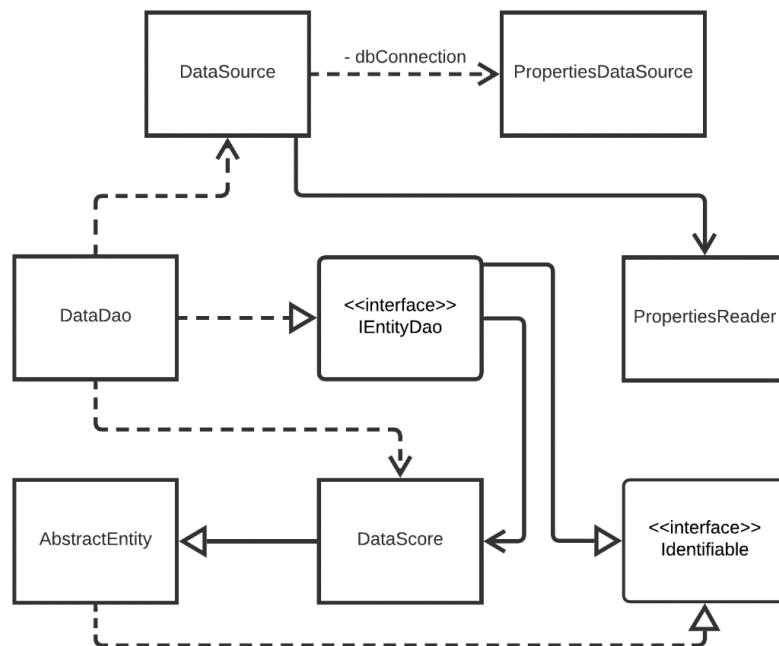 DataSource
- dbConnection
PropertiesDataSource
DataDao
<<interface>>
IEntityDao
PropertiesReader
AbstractEntity
DataScore
<<interface>>
Identifiable